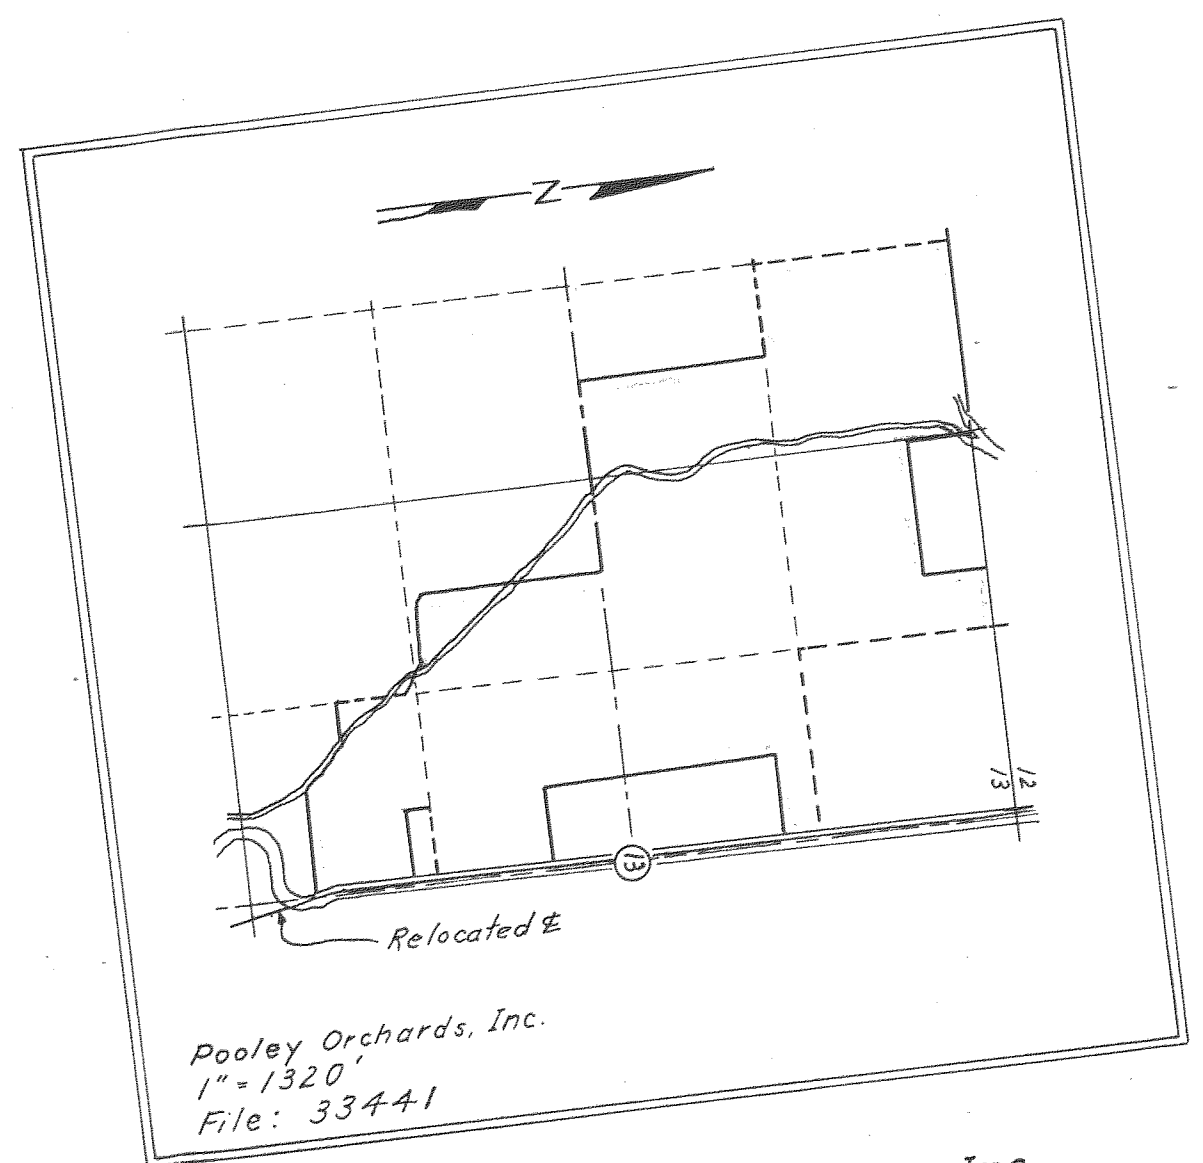 N
12
13
13
Relocated ℄
Pooley Orchards, Inc.
1"=1320'
File: 33441